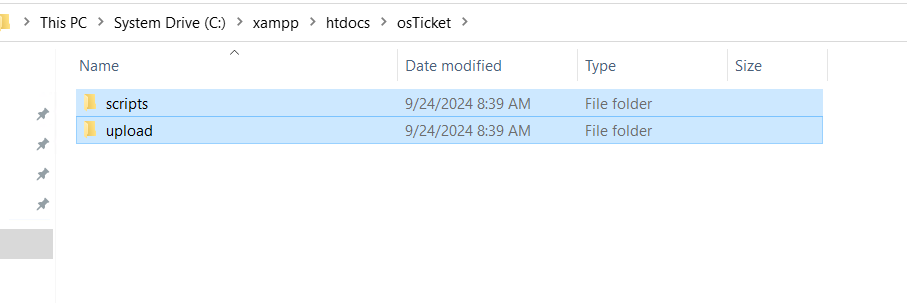 This PC > System Drive (C:) > xampp > htdocs > osTicket >
Name Date modified Type Size
scripts 9/24/2024 8:39 AM File folder
upload 9/24/2024 8:39 AM File folder